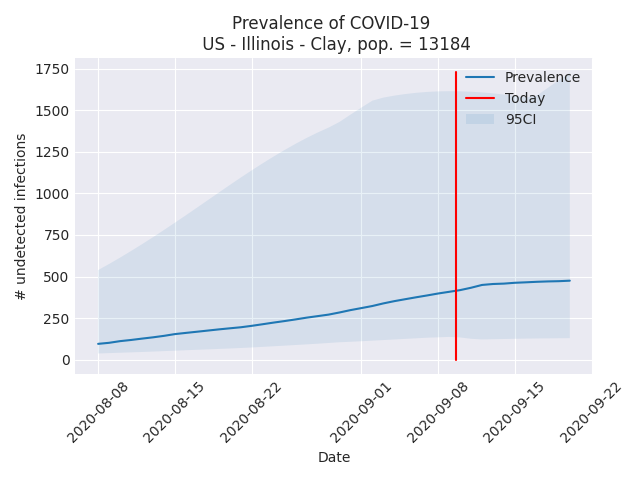 Prevalence of COVID-19
US - Illinois - Clay, pop. = 13184
1750
1500
1250
1000
750
500
250
0
# undetected infections
Prevalence
Today
95CI
2020-08-08
2020-08-15
2020-08-22
2020-09-01
2020-09-08
2020-09-15
2020-09-22
Date